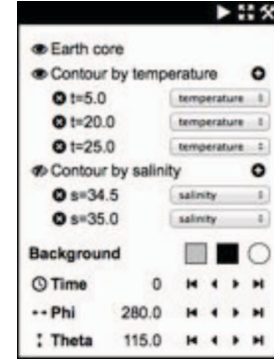 Earth core
Contour by temperature
t=5.0 temperature
t=20.0 temperature
t=25.0 temperature
Contour by salinity
s=34.5 salinity
s=35.0 salinity
Background
Time 0
Phi 280.0
Theta 115.0